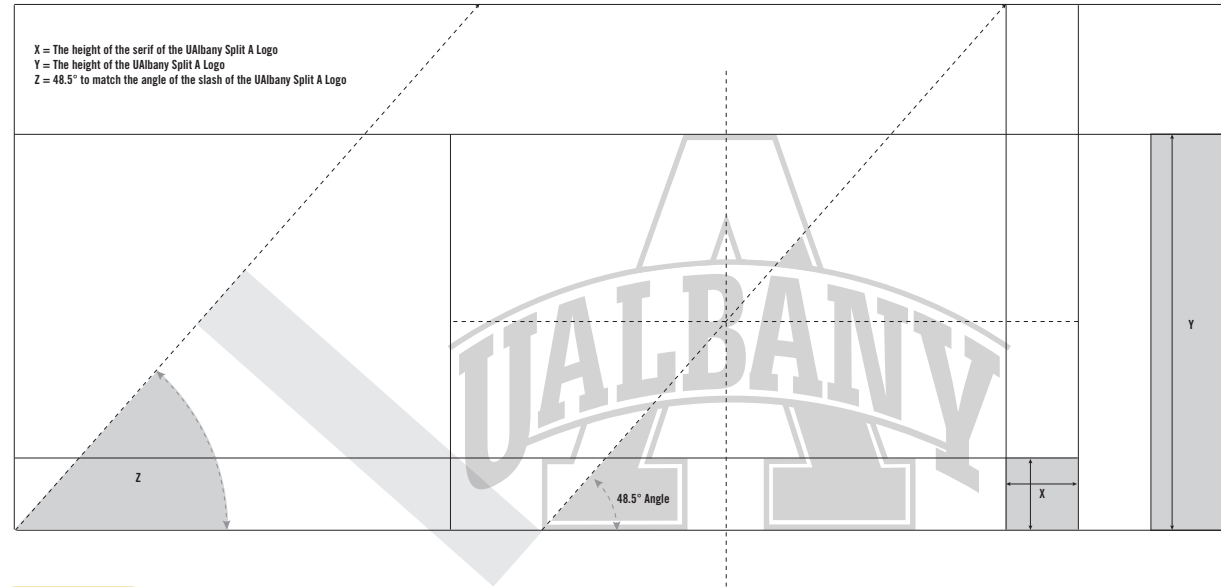 X = The height of the serif of the UAlbany Split A Logo
Y = The height of the UAlbany Split A Logo
Z = 48.5° to match the angle of the slash of the UAlbany Split A Logo
UALBANY
Y
Z
X
48.5° Angle